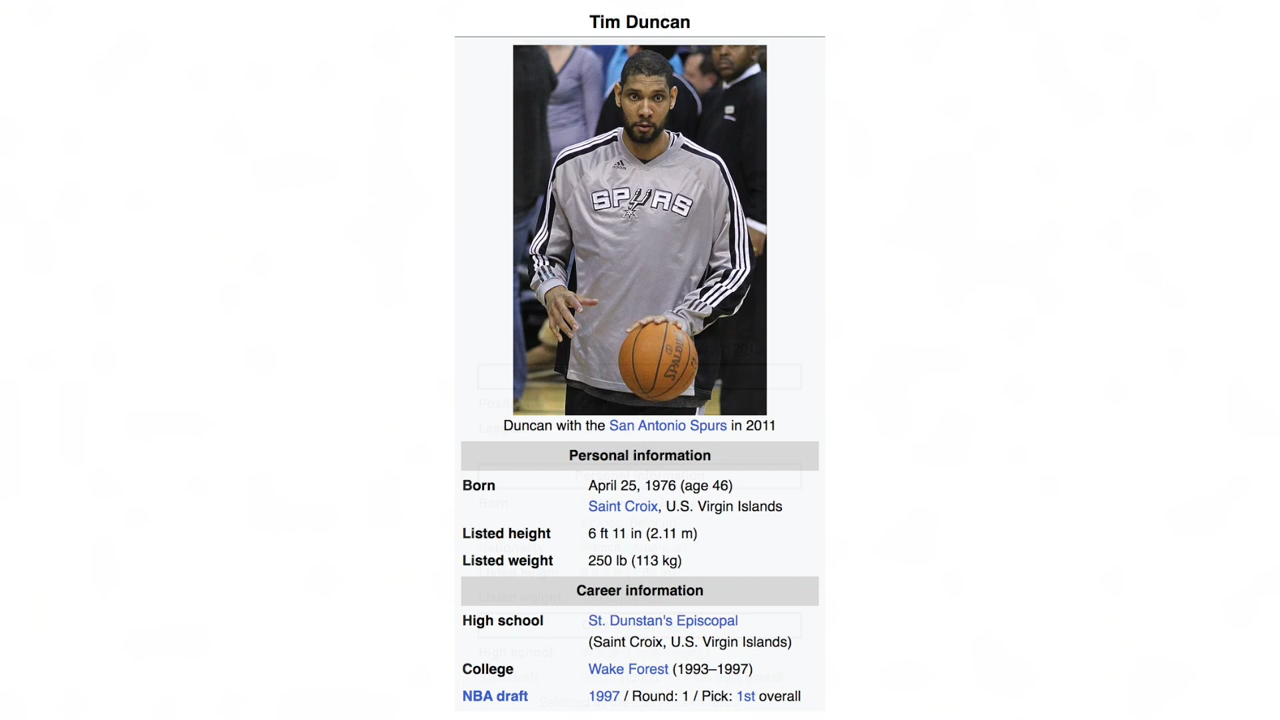 Tim Duncan
adidas
SPURS
SPALDING
Duncan with the San Antonio Spurs in 2011
Personal information
Born April 25, 1976 (age 46)
Saint Croix, U.S. Virgin Islands
Listed height 6 ft 11 in (2.11 m)
Listed weight 250 lb (113 kg)
Career information
High school St. Dunstan's Episcopal
(Saint Croix, U.S. Virgin Islands)
College Wake Forest (1993–1997)
NBA draft 1997 / Round: 1 / Pick: 1st overall